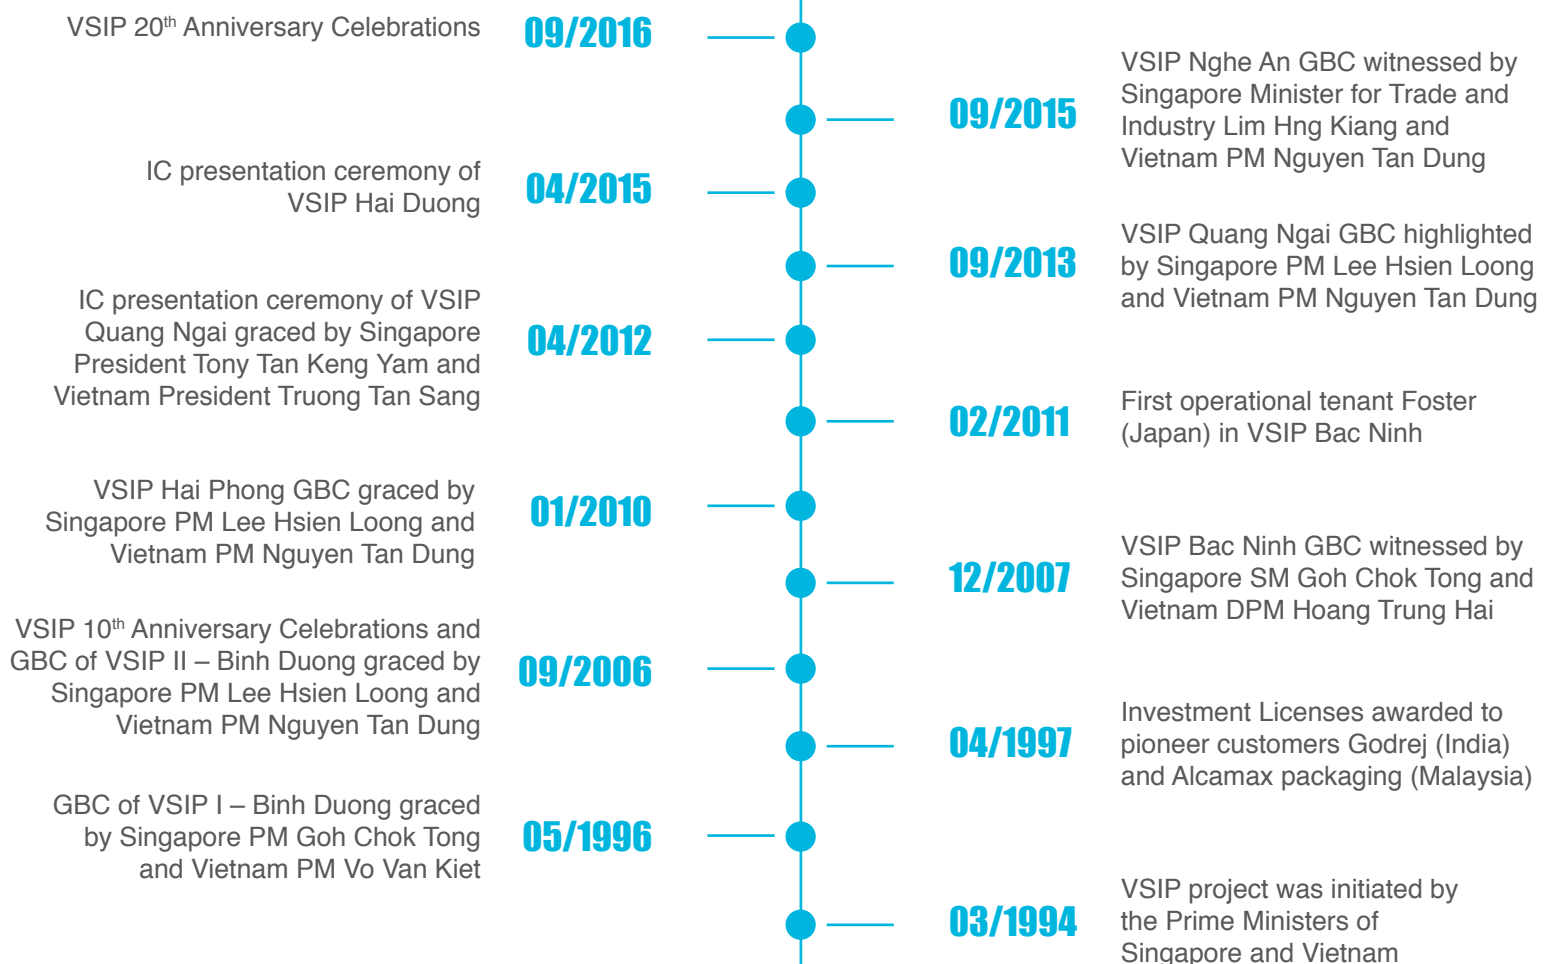 VSIP 20th Anniversary Celebrations
09/2016
09/2015
VSIP Nghe An GBC witnessed by
Singapore Minister for Trade and
Industry Lim Hng Kiang and
Vietnam PM Nguyen Tan Dung
IC presentation ceremony of
VSIP Hai Duong
04/2015
09/2013
VSIP Quang Ngai GBC highlighted
by Singapore PM Lee Hsien Loong
and Vietnam PM Nguyen Tan Dung
IC presentation ceremony of VSIP
Quang Ngai graced by Singapore
President Tony Tan Keng Yam and
Vietnam President Truong Tan Sang
04/2012
02/2011
First operational tenant Foster
(Japan) in VSIP Bac Ninh
VSIP Hai Phong GBC graced by
Singapore PM Lee Hsien Loong and
Vietnam PM Nguyen Tan Dung
01/2010
12/2007
VSIP Bac Ninh GBC witnessed by
Singapore SM Goh Chok Tong and
Vietnam DPM Hoang Trung Hai
VSIP 10th Anniversary Celebrations and
GBC of VSIP II – Binh Duong graced by
Singapore PM Lee Hsien Loong and
Vietnam PM Nguyen Tan Dung
09/2006
04/1997
Investment Licenses awarded to
pioneer customers Godrej (India)
and Alcamax packaging (Malaysia)
GBC of VSIP I – Binh Duong graced
by Singapore PM Goh Chok Tong
and Vietnam PM Vo Van Kiet
05/1996
03/1994
VSIP project was initiated by
the Prime Ministers of
Singapore and Vietnam